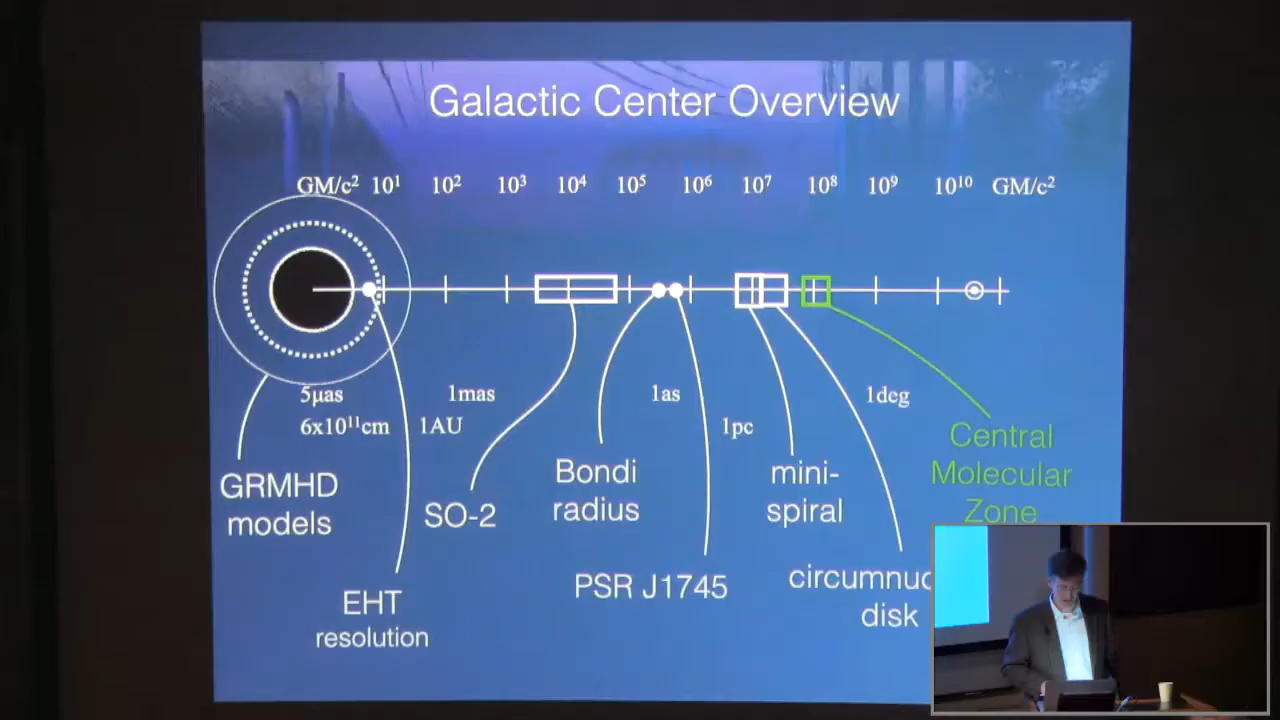 Galactic Center Overview
GM/c² 10¹ 10² 10³ 10⁴ 10⁵ 10⁶ 10⁷ 10⁸ 10⁹ 10¹⁰ GM/c²
5μas 1mas 1as 1deg
6x10¹¹cm 1AU 1pc
GRMHD
models
EHT
resolution
SO-2
Bondi
radius
PSR J1745
mini-
spiral
circumnuc
disk
Central
Molecular
Zone